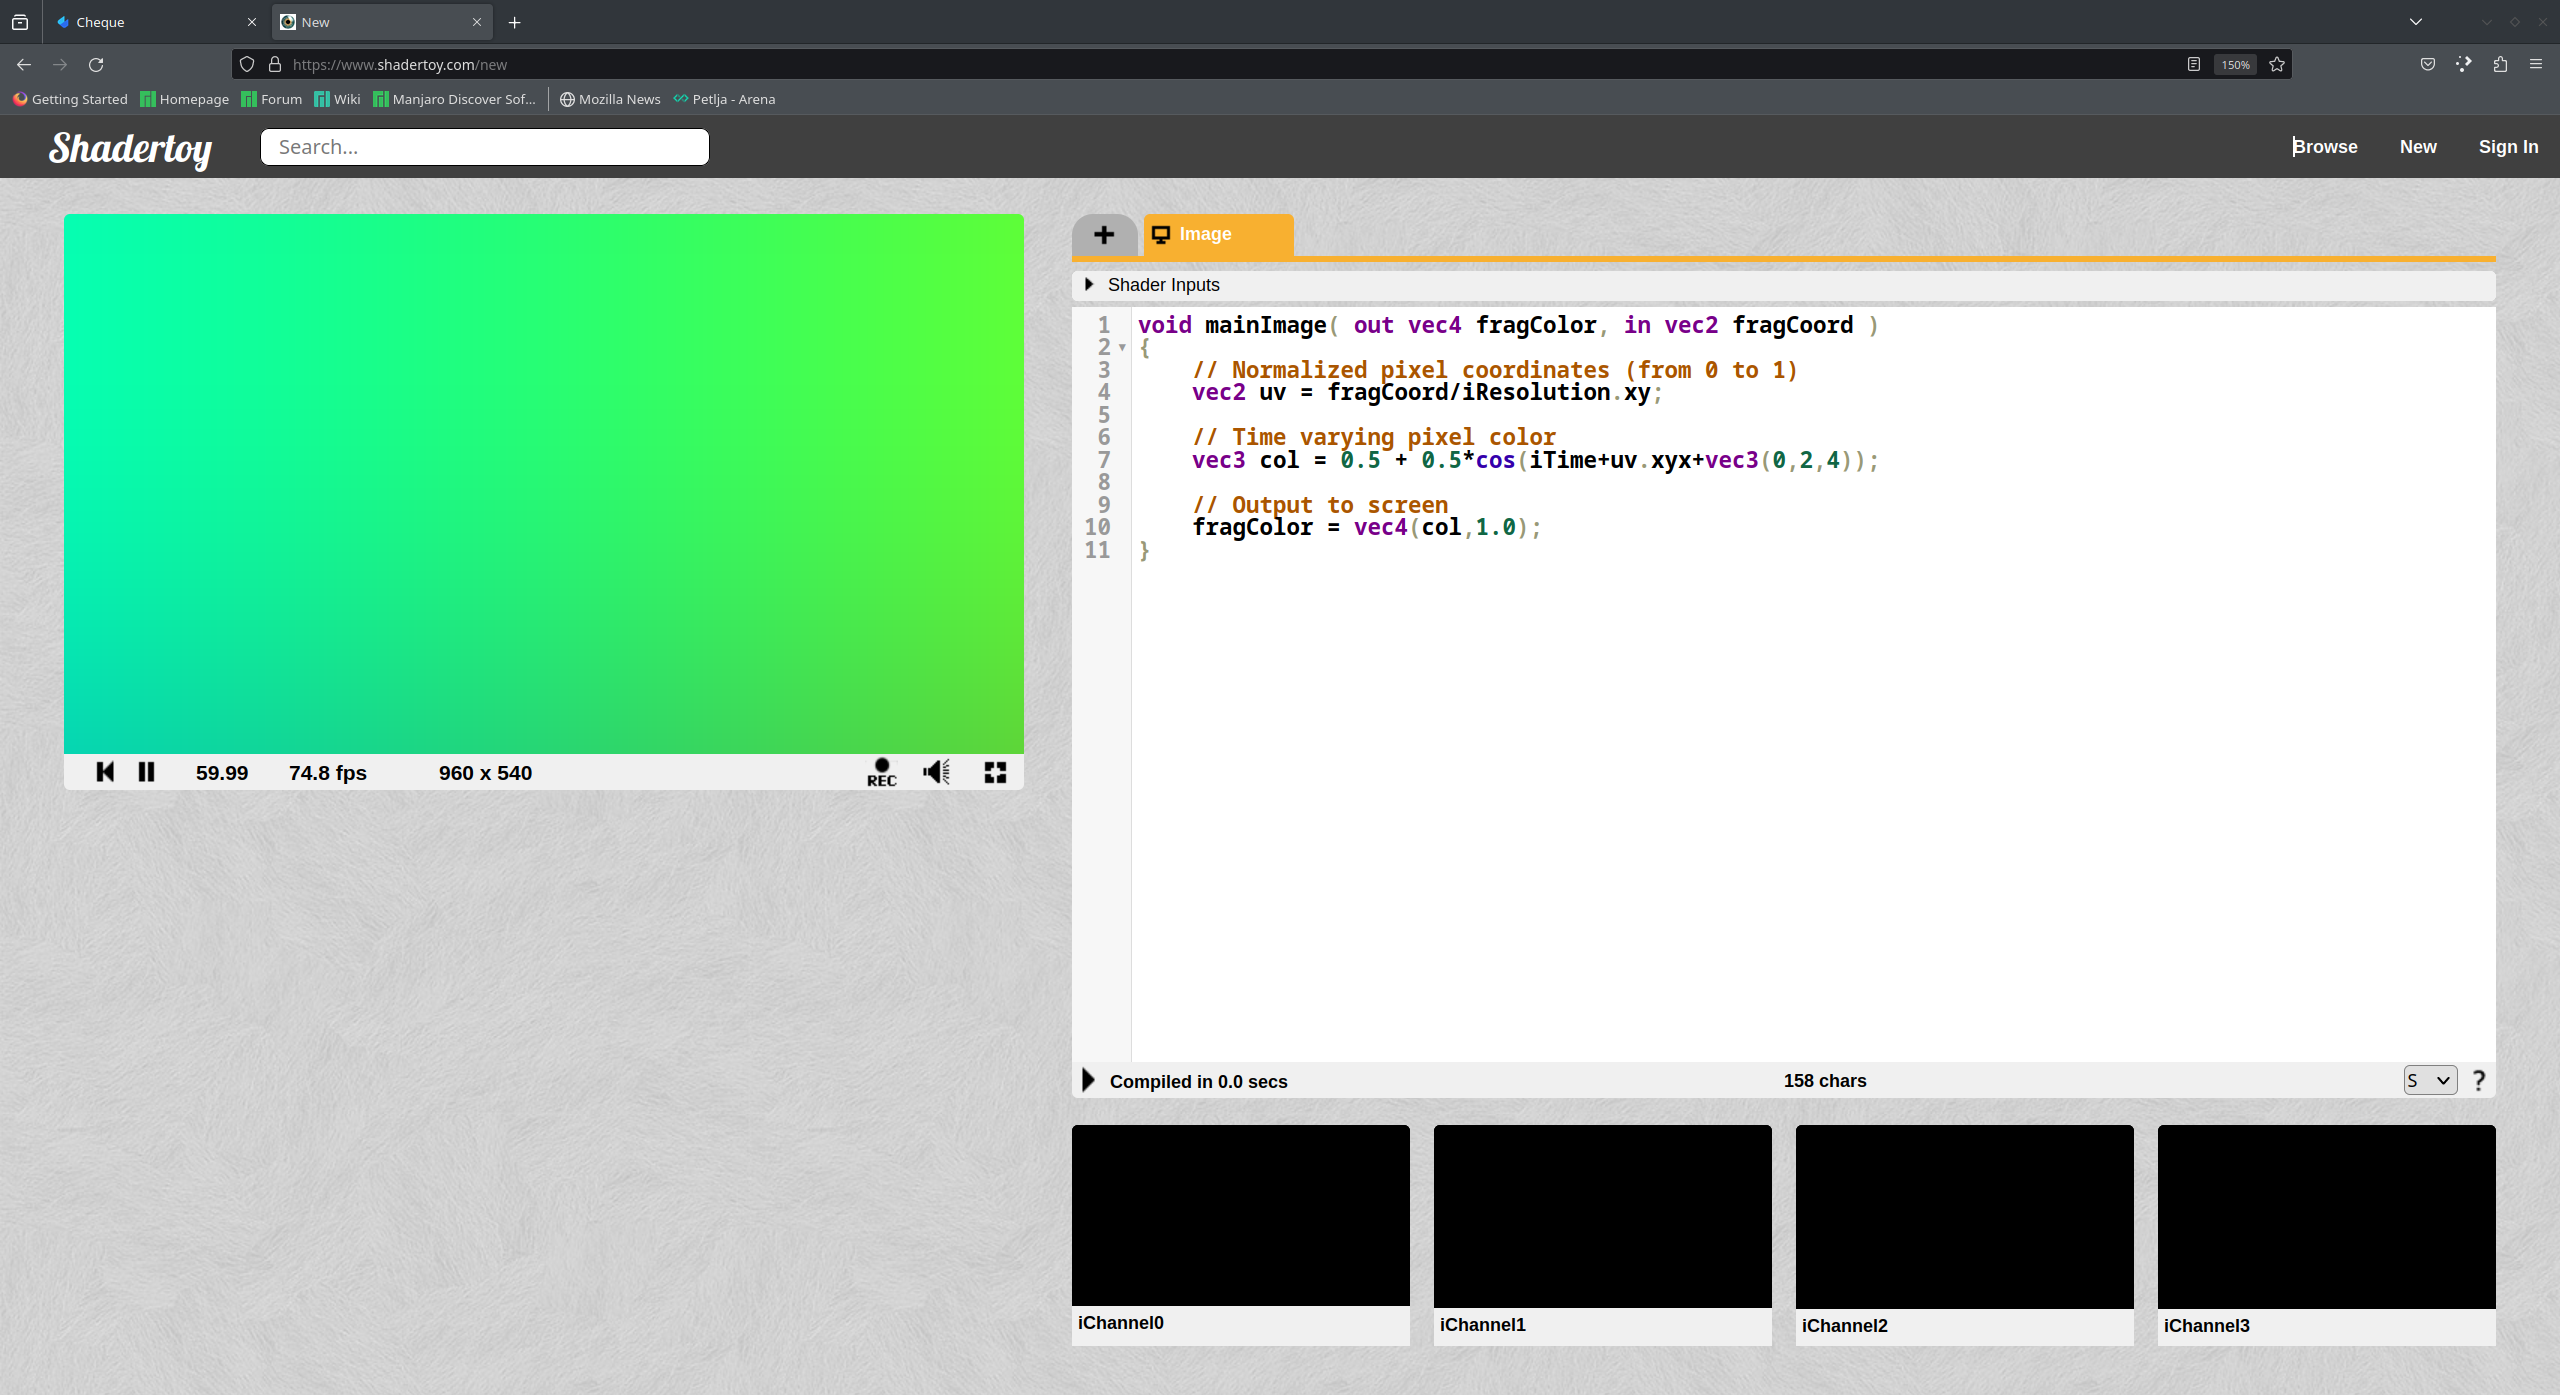 Cheque
New
https://www.shadertoy.com/new
150%
Getting Started
Homepage
Forum
Wiki
Manjaro Discover Sof...
Mozilla News
Petlja - Arena
Shadertoy
Search...
Browse
New
Sign In
59.99
74.8 fps
960 x 540
REC
Image
Shader Inputs
1 void mainImage( out vec4 fragColor, in vec2 fragCoord )
2 {
3     // Normalized pixel coordinates (from 0 to 1)
4     vec2 uv = fragCoord/iResolution.xy;
5
6     // Time varying pixel color
7     vec3 col = 0.5 + 0.5*cos(iTime+uv.xyx+vec3(0,2,4));
8
9     // Output to screen
10     fragColor = vec4(col,1.0);
11 }
Compiled in 0.0 secs
158 chars
S
?
iChannel0
iChannel1
iChannel2
iChannel3